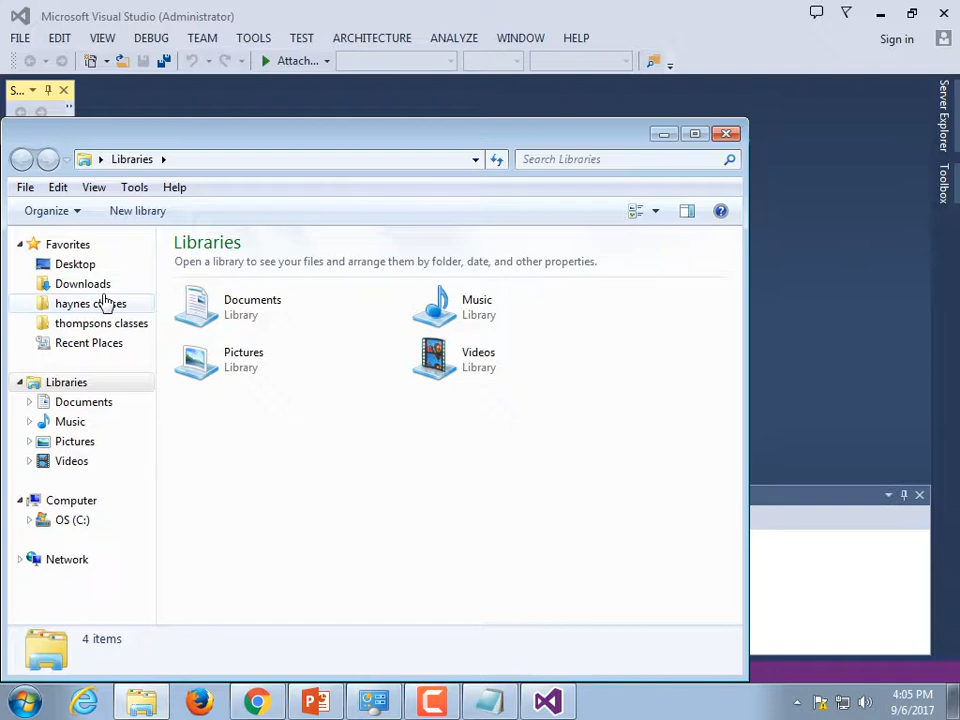 Microsoft Visual Studio (Administrator)
FILE EDIT VIEW DEBUG TEAM TOOLS TEST ARCHITECTURE ANALYZE WINDOW HELP Sign in
Attach...
S...
Server Explorer
Toolbox
Libraries
Search Libraries
File Edit View Tools Help
Organize New library
Favorites
Desktop
Downloads
haynes classes
thompsons classes
Recent Places
Libraries
Documents
Music
Pictures
Videos
Computer
OS (C:)
Network
Libraries
Open a library to see your files and arrange them by folder, date, and other properties.
Documents
Library
Music
Library
Pictures
Library
Videos
Library
4 items
4:05 PM
9/6/2017